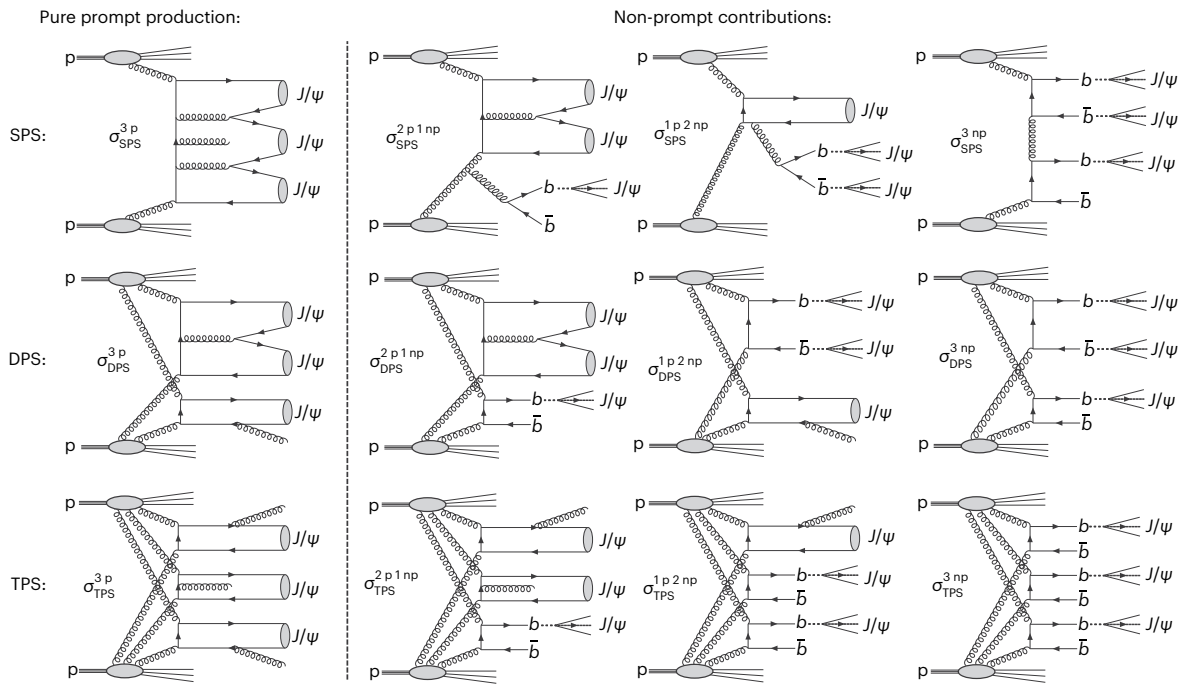 Pure prompt production:
Non-prompt contributions:
SPS:
p
σ 3 p SPS
J/ψ
J/ψ
J/ψ
p
p
σ 2 p 1 np SPS
J/ψ
J/ψ
b J/ψ
b̄
p
p
σ 1 p 2 np SPS
J/ψ
b J/ψ
b̄ J/ψ
p
p
σ 3 np SPS
b J/ψ
b̄ J/ψ
b J/ψ
b̄
p
DPS:
p
σ 3 p DPS
J/ψ
J/ψ
J/ψ
p
p
σ 2 p 1 np DPS
J/ψ
J/ψ
b J/ψ
b̄
p
p
σ 1 p 2 np DPS
b J/ψ
b̄ J/ψ
J/ψ
p
p
σ 3 np DPS
b J/ψ
b̄ J/ψ
b J/ψ
b̄
p
TPS:
p
σ 3 p TPS
J/ψ
J/ψ
J/ψ
p
p
σ 2 p 1 np TPS
J/ψ
J/ψ
b J/ψ
b̄
p
p
σ 1 p 2 np TPS
J/ψ
b J/ψ
b̄
b J/ψ
b̄
p
p
σ 3 np TPS
b J/ψ
b̄
b J/ψ
b̄
b J/ψ
b̄
p